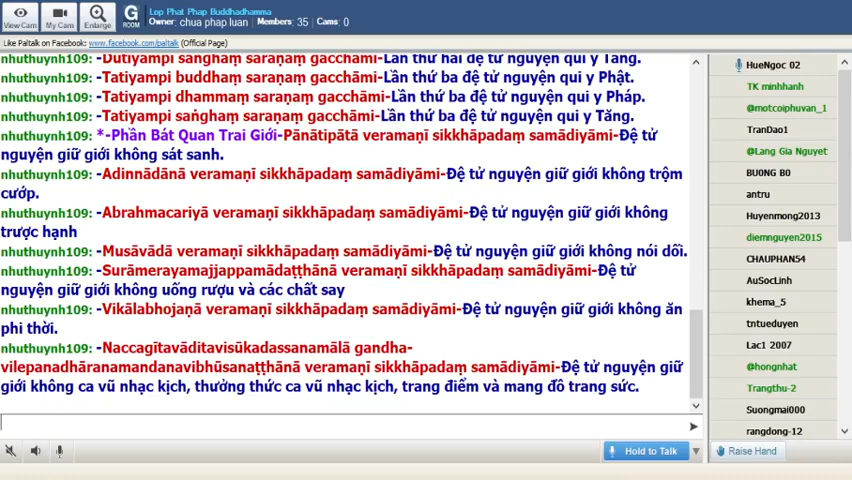 View Cam
My Cam
Enlarge
G
ROOM
Lop Phat Phap Buddhadhamma
Owner: chua phap luan Members: 35 Cams: 0
Like Paltalk on Facebook: www.facebook.com/paltalk (Official Page)
nhuthuynh109: -Dutiyampi saṅghaṃ saraṇaṃ gacchāmi-Lần thứ hai đệ tử nguyện qui y Tăng.
nhuthuynh109: -Tatiyampi buddhaṃ saraṇaṃ gacchāmi-Lần thứ ba đệ tử nguyện qui y Phật.
nhuthuynh109: -Tatiyampi dhammaṃ saraṇaṃ gacchāmi-Lần thứ ba đệ tử nguyện qui y Pháp.
nhuthuynh109: -Tatiyampi saṅghaṃ saraṇaṃ gacchāmi-Lần thứ ba đệ tử nguyện qui y Tăng.
nhuthuynh109: *-Phần Bát Quan Trai Giới-Pānātipātā veramaṇī sikkhāpadaṃ samādiyāmi-Đệ tử
nguyện giữ giới không sát sanh.
nhuthuynh109: -Adinnādānā veramaṇī sikkhāpadaṃ samādiyāmi-Đệ tử nguyện giữ giới không trộm
cướp.
nhuthuynh109: -Abrahmacariyā veramaṇī sikkhāpadaṃ samādiyāmi-Đệ tử nguyện giữ giới không
trược hạnh
nhuthuynh109: -Musāvādā veramaṇī sikkhāpadaṃ samādiyāmi-Đệ tử nguyện giữ giới không nói dối.
nhuthuynh109: -Surāmerayamajjappamādaṭṭhānā veramaṇī sikkhāpadaṃ samādiyāmi-Đệ tử
nguyện giữ giới không uống rượu và các chất say
nhuthuynh109: -Vikālabhojaṇā veramaṇī sikkhāpadaṃ samādiyāmi-Đệ tử nguyện giữ giới không ăn
phi thời.
nhuthuynh109: -Naccagītavāditavisūkadassanamālā gandha-
vilepanadhāranamandanavibhūsanaṭṭhānā veramaṇī sikkhāpadaṃ samādiyāmi-Đệ tử nguyện giữ
giới không ca vũ nhạc kịch, thưởng thức ca vũ nhạc kịch, trang điểm và mang đồ trang sức.
HueNgoc 02
TK minhhanh
@motcoiphuvan_1
TranDao1
@Lang Gia Nguyet
BU0NG B0
antru
Huyenmong2013
diemnguyen2015
CHAUPHAN54
AuSocLinh
khema_5
tntueduyen
Lac1 2007
@hongnhat
Trangthu-2
Suongmai000
rangdong-12
Hold to Talk
Raise Hand